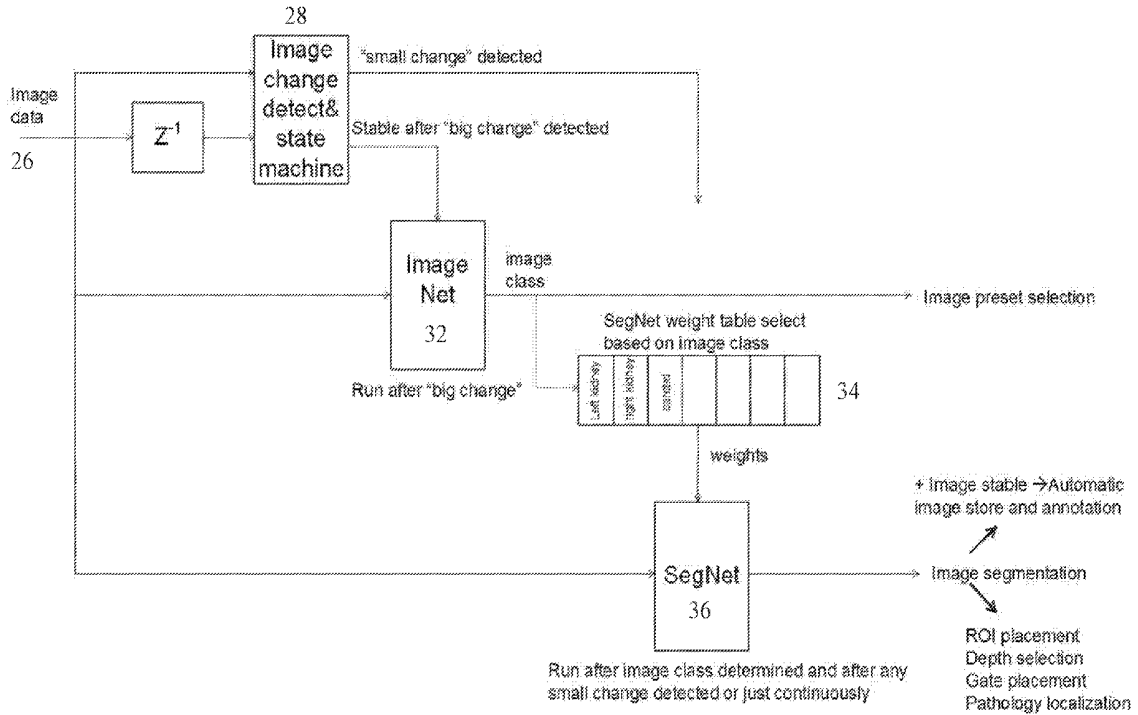 28
Image
change
detect&
state
machine
"small change" detected
Stable after "big change" detected
Image
data
26
Z-1
Image
Net
32
image
class
Image preset selection
Run after "big change"
SegNet weight table select
based on image class
Left kidney
right kidney
carotid
34
weights
+ Image stable →Automatic
image store and annotation
SegNet
36
Image segmentation
Run after image class determined and after any
small change detected or just continuously
ROI placement
Depth selection
Gate placement
Pathology localization